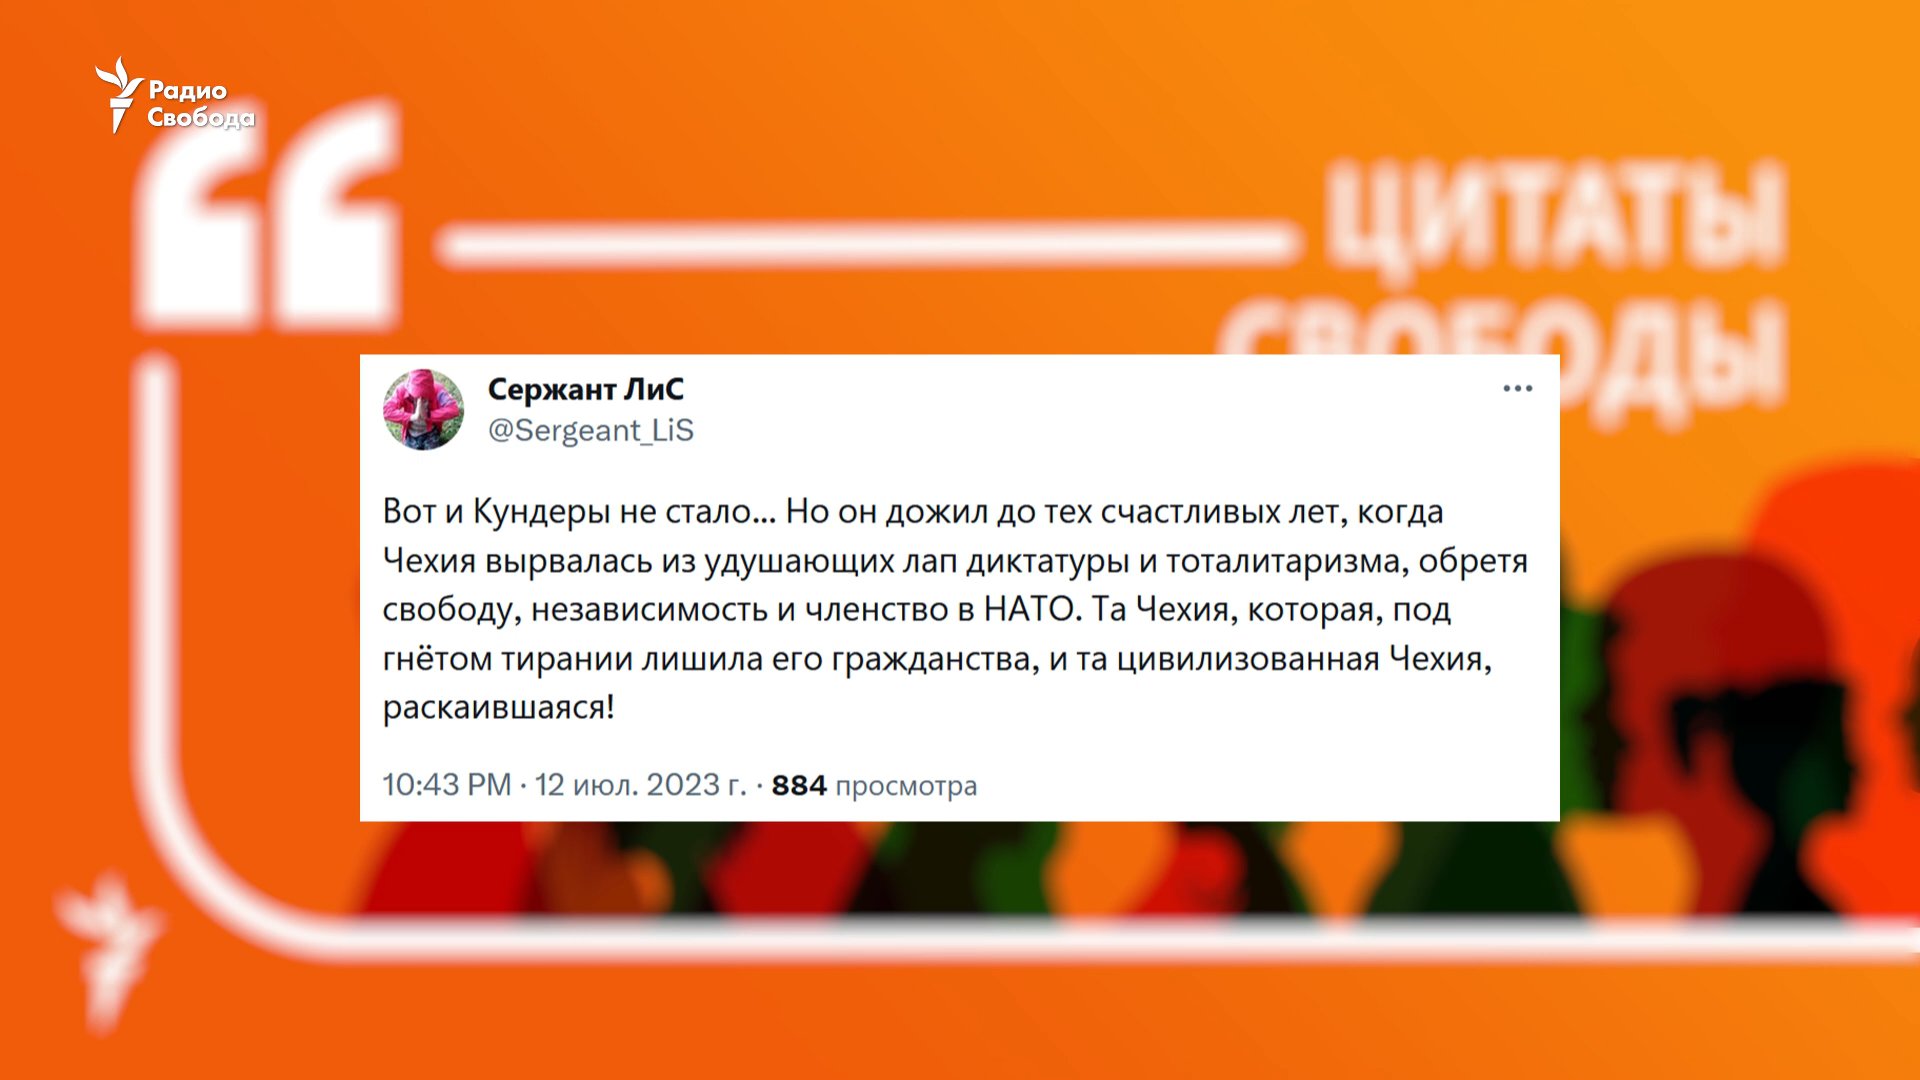 Радио
Свобода
ЦИТАТЫ
СВОБОДЫ
Сержант ЛиС
@Sergeant_LiS
Вот и Кундеры не стало... Но он дожил до тех счастливых лет, когда
Чехия вырвалась из удушающих лап диктатуры и тоталитаризма, обретя
свободу, независимость и членство в НАТО. Та Чехия, которая, под
гнётом тирании лишила его гражданства, и та цивилизованная Чехия,
раскаившаяся!
10:43 PM · 12 июл. 2023 г. · 884 просмотра